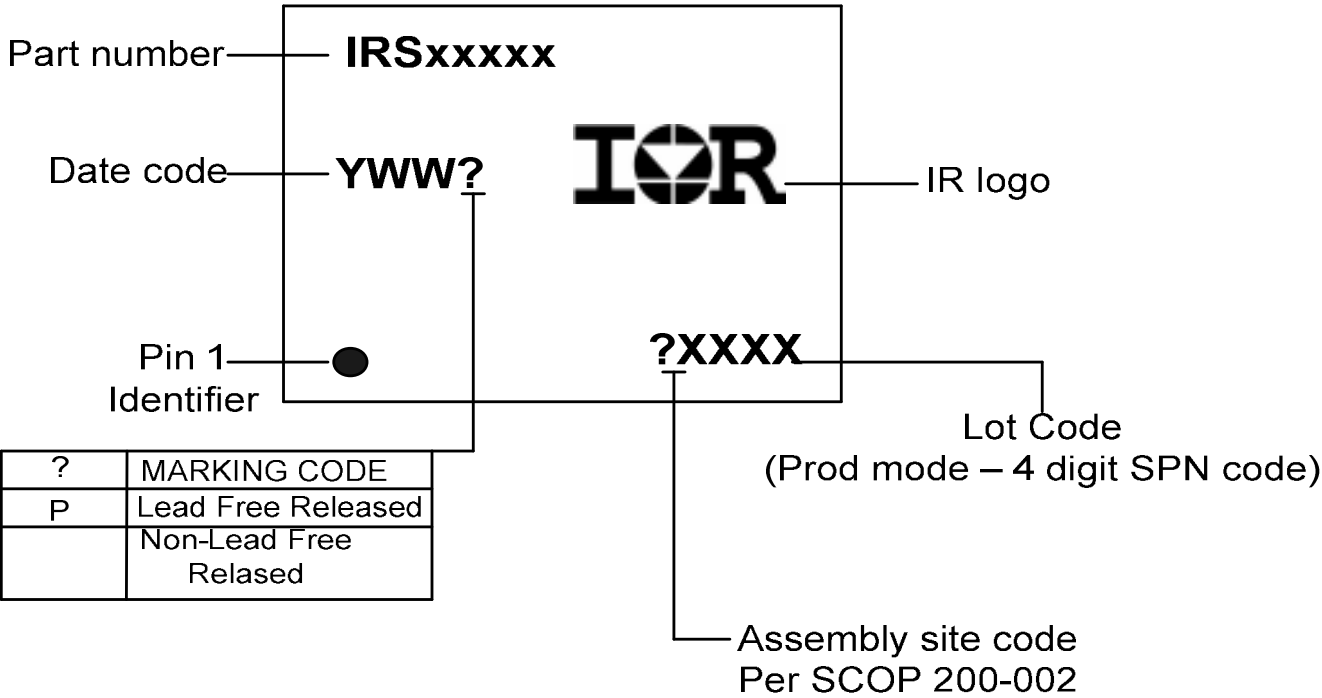 Part number
IRSxxxxx
Date code
YWW?
IOR
IR logo
Pin 1
Identifier
?XXXX
Lot Code
(Prod mode – 4 digit SPN code)
? MARKING CODE
P Lead Free Released
Non-Lead Free
Relased
Assembly site code
Per SCOP 200-002